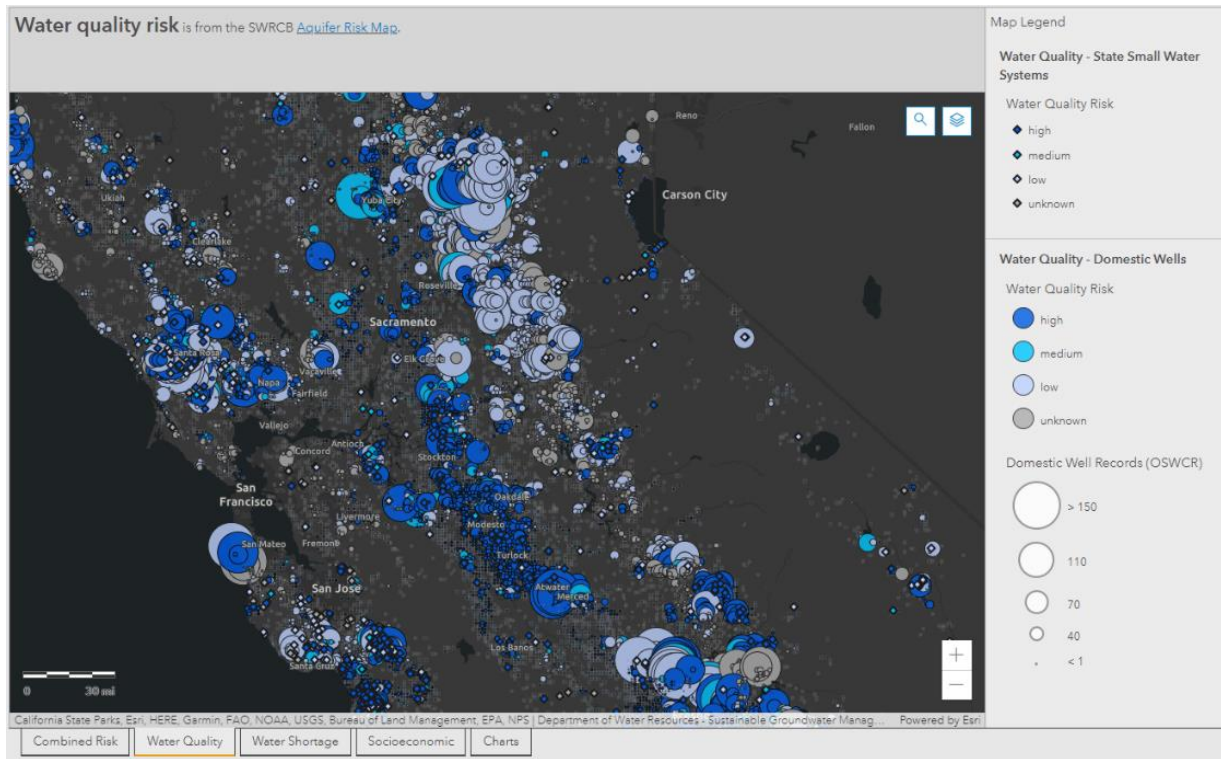 Water quality risk is from the SWRCB Aquifer Risk Map.
Map Legend
Water Quality - State Small Water
Systems
Water Quality Risk
high
medium
low
unknown
Water Quality - Domestic Wells
Water Quality Risk
high
medium
low
unknown
Domestic Well Records (OSWCR)
> 150
110
70
40
< 1
Reno
Fallon
Carson City
Ukiah
Yuba City
Clearlake
Roseville
Sacramento
Santa Rosa
Elk Grove
Vacaville
Napa
Fairfield
Vallejo
Antioch
Concord
Stockton
San
Francisco
Oakdale
Livermore
Modesto
San Mateo
Fremont
Turlock
San Jose
Atwater
Merced
Los Banos
Santa Cruz
0 30 mi
+
−
California State Parks, Esri, HERE, Garmin, FAO, NOAA, USGS, Bureau of Land Management, EPA, NPS | Department of Water Resources - Sustainable Groundwater Manag... Powered by Esri
Combined Risk
Water Quality
Water Shortage
Socioeconomic
Charts